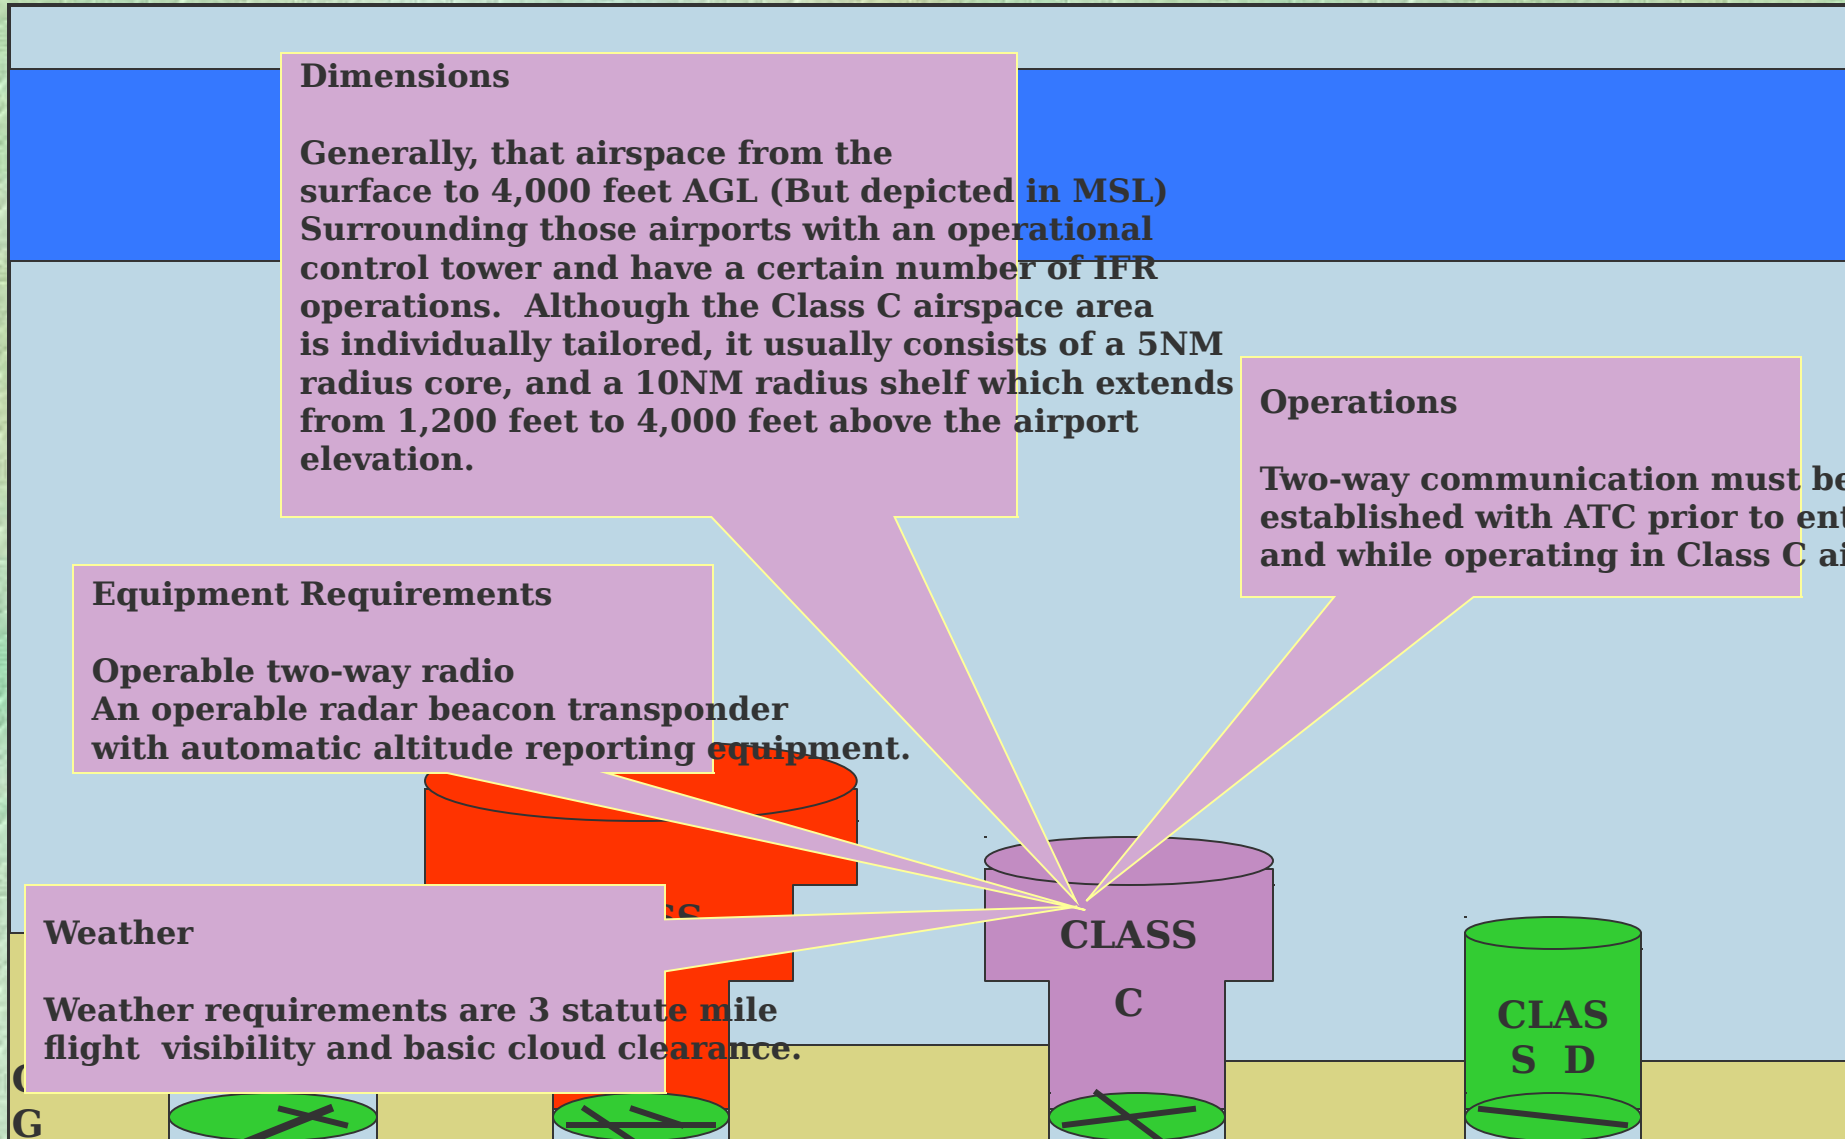 Dimensions
Generally, that airspace from the
surface to 4,000 feet AGL (But depicted in MSL)
Surrounding those airports with an operational
control tower and have a certain number of IFR
operations.  Although the Class C airspace area
is individually tailored, it usually consists of a 5NM
radius core, and a 10NM radius shelf which extends
from 1,200 feet to 4,000 feet above the airport
elevation.
Operations
Two-way communication must be
established with ATC prior to
and while operating in Class C
Equipment Requirements
Operable two-way radio
An operable radar beacon transponder
with automatic altitude reporting equipment.
Weather
Weather requirements are 3 statute mile
flight  visibility and basic cloud clearance.
CLASS
C
CLAS
S  D
G